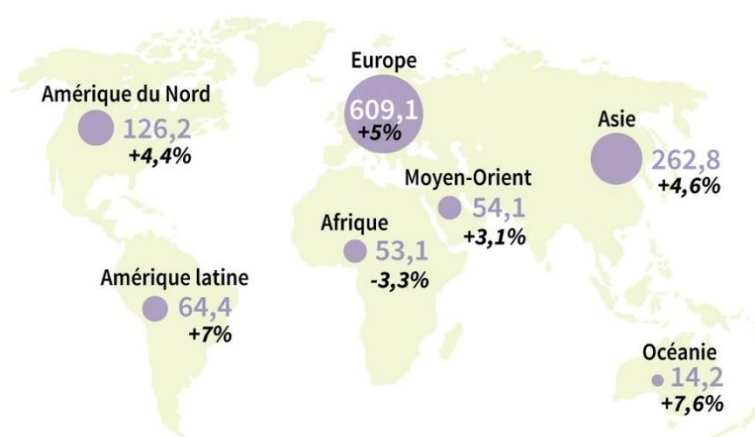 Europe
609,1
+5%
Amérique du Nord
126,2
+4,4%
Asie
262,8
+4,6%
Moyen-Orient
54,1
+3,1%
Afrique
53,1
-3,3%
Amérique latine
64,4
+7%
Océanie
14,2
+7,6%